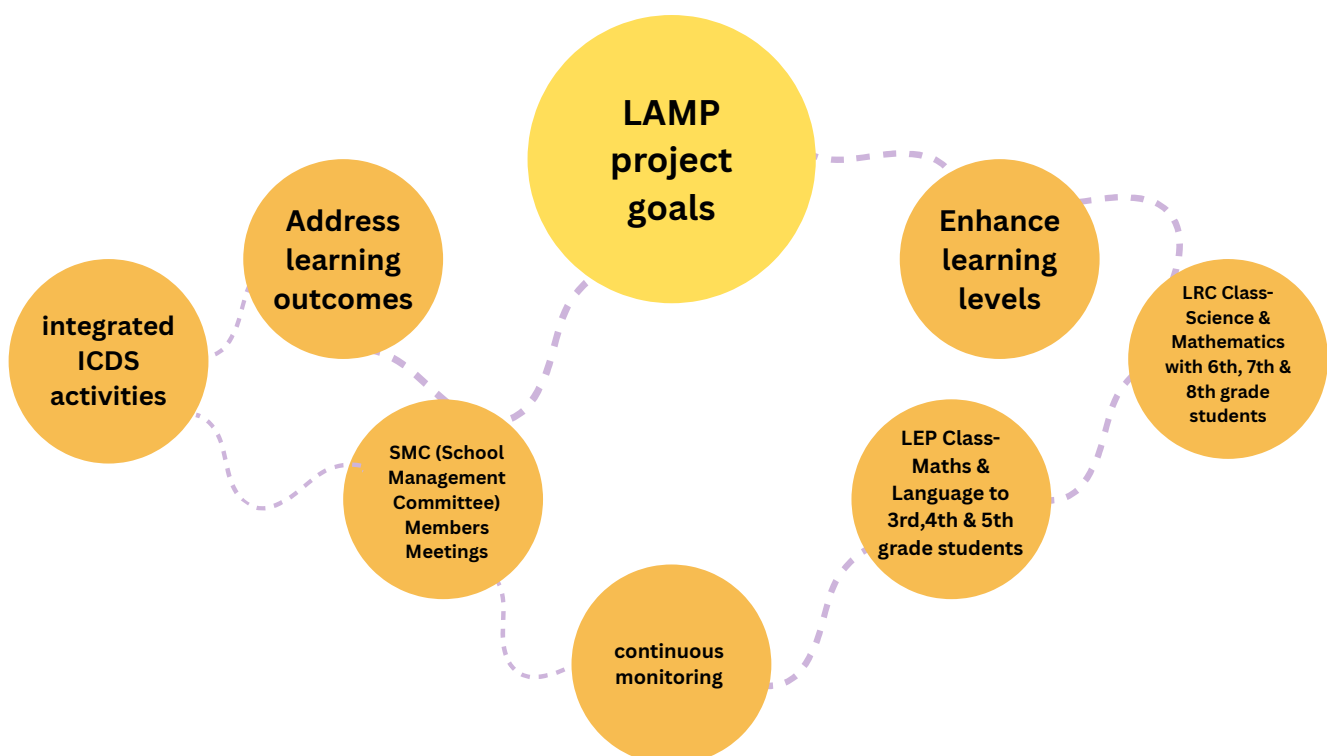 LAMP
project
goals
Address
learning
outcomes
Enhance
learning
levels
integrated
ICDS
activities
LRC Class-
Science &
Mathematics
with 6th, 7th &
8th grade
students
SMC (School
Management
Committee)
Members
Meetings
LEP Class-
Maths &
Language to
3rd,4th & 5th
grade students
continuous
monitoring